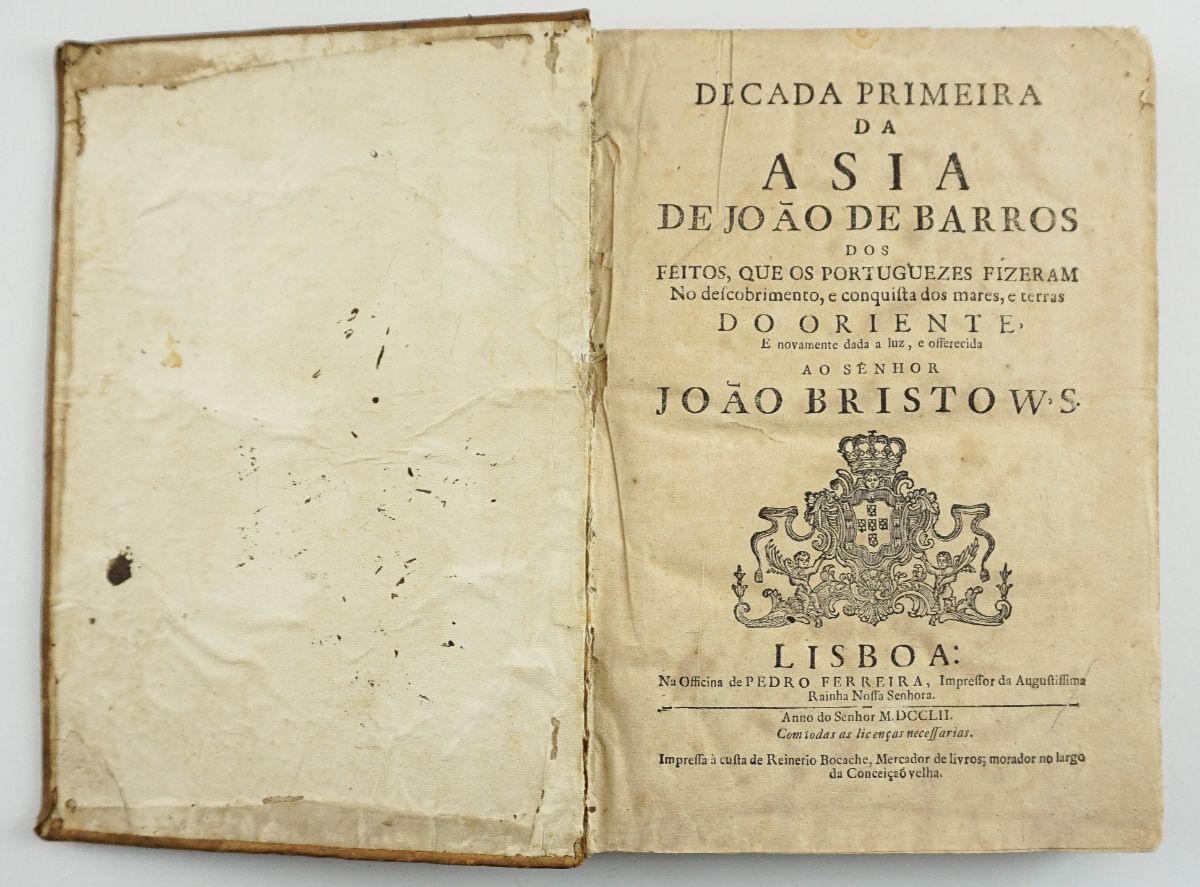 DECADA PRIMEIRA
DA
ASIA
DE JOÃO DE BARROS
DOS
FEITOS, QUE OS PORTUGUEZES FIZERAM
No deſcobrimento, e conquiſta dos mares, e terras
DO ORIENTE,
E novamente dada a luz, e offerecida
AO SENHOR
JOÃO BRISTOW, S.
LISBOA:
Na Officina de PEDRO FERREIRA, Impreſſor da Auguſtiſſima
Rainha Noſſa Senhora.
Anno do Senhor M.DCCLII.
Com todas as licenças neceſſarias.
Impreſſa à cuſta de Reinerio Bocache, Mercador de livros; morador no largo
da Conceiçaõ velha.